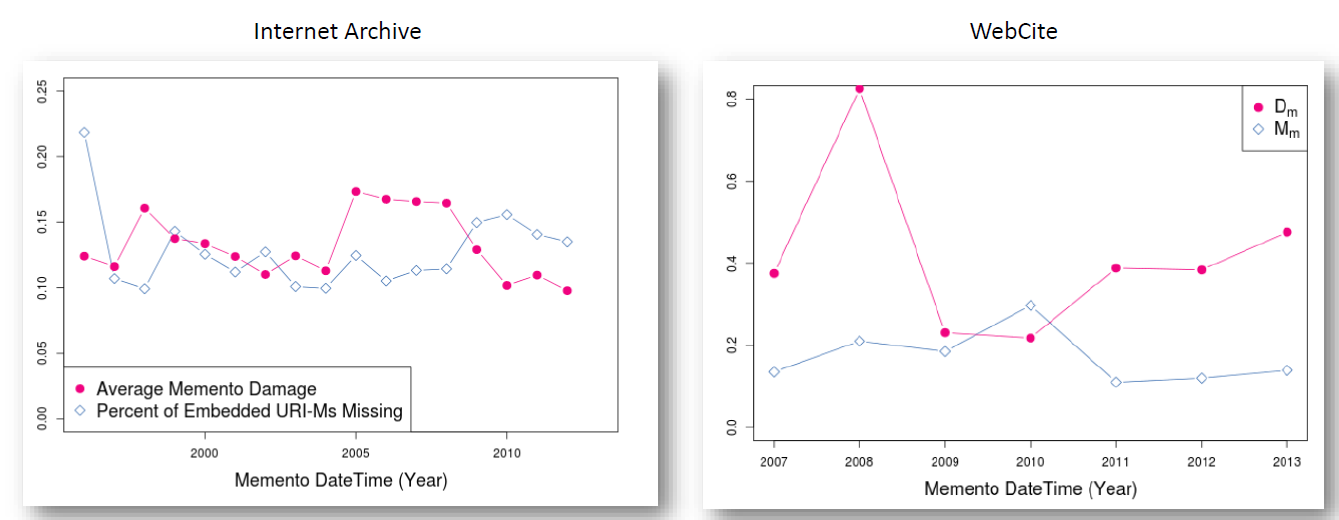 Internet Archive
0.25
0.20
0.15
0.10
0.05
0.00
Average Memento Damage
Percent of Embedded URI-Ms Missing
2000 2005 2010
Memento DateTime (Year)
WebCite
0.8
0.6
0.4
0.2
0.0
Dm
Mm
2007 2008 2009 2010 2011 2012 2013
Memento DateTime (Year)